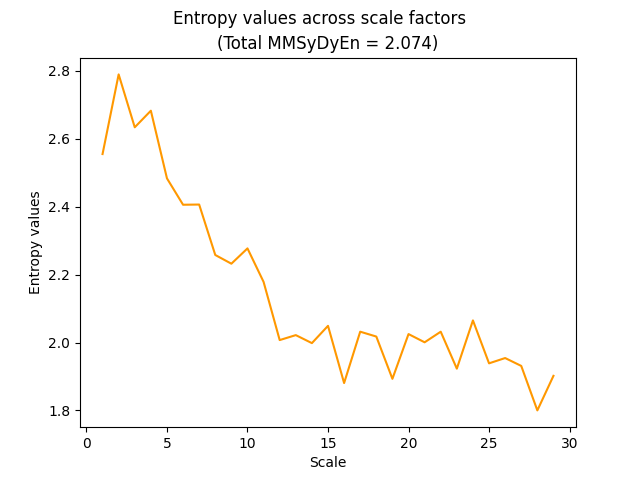 Entropy values across scale factors
(Total MMSyDyEn = 2.074)
2.8
2.6
2.4
2.2
2.0
1.8
Entropy values
0 5 10 15 20 25 30
Scale